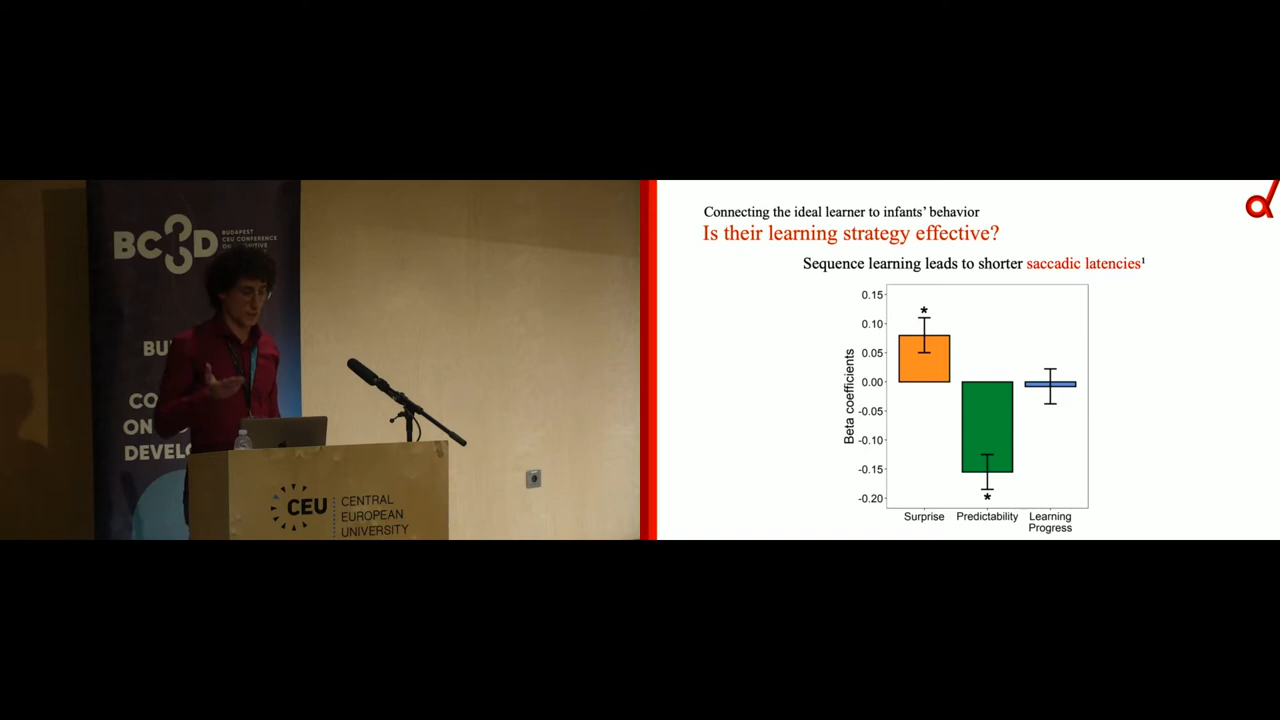 BC3D
BUDAPEST
CEU CONFERENCE
ON COGNITIVE
BU
CO
ON
DEVELO
CEU
CENTRAL
EUROPEAN
UNIVERSITY
Connecting the ideal learner to infants' behavior
Is their learning strategy effective?
Sequence learning leads to shorter saccadic latencies¹
0.15
0.10
0.05
0.00
-0.05
-0.10
-0.15
-0.20
Beta coefficients
*
*
Surprise
Predictability
Learning
Progress